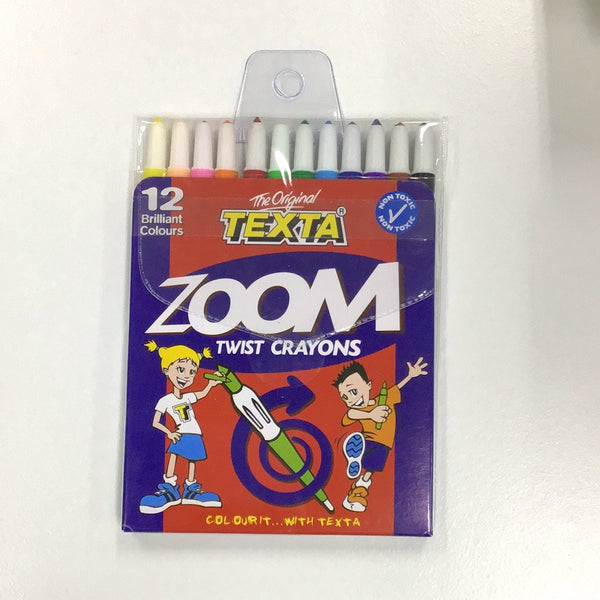 12
Brilliant
Colours
The Original
TEXTA®
NON TOXIC
NON TOXIC
ZOOM
TWIST CRAYONS
T
COLOUR IT...WITH TEXTA